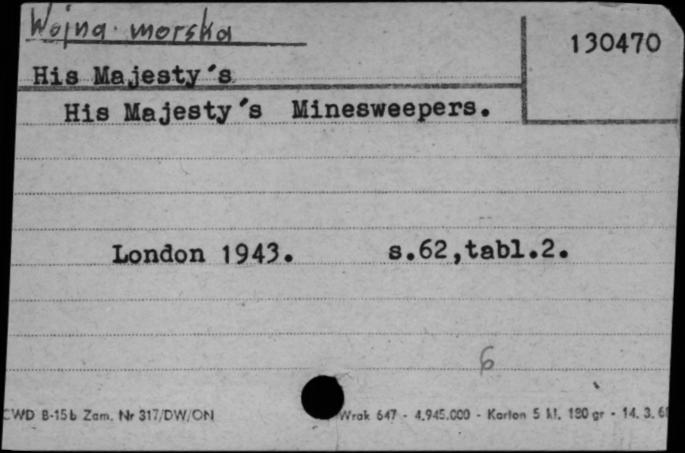 Wojna morska
130470
His Majesty's
His Majesty's Minesweepers.
London 1943. s.62,tabl.2.
6
CWD B-15b Zam. Nr 317/DW/ON Wrak 647 - 4.945.000 - Karton 5 kl. 180 gr - 14. 3.